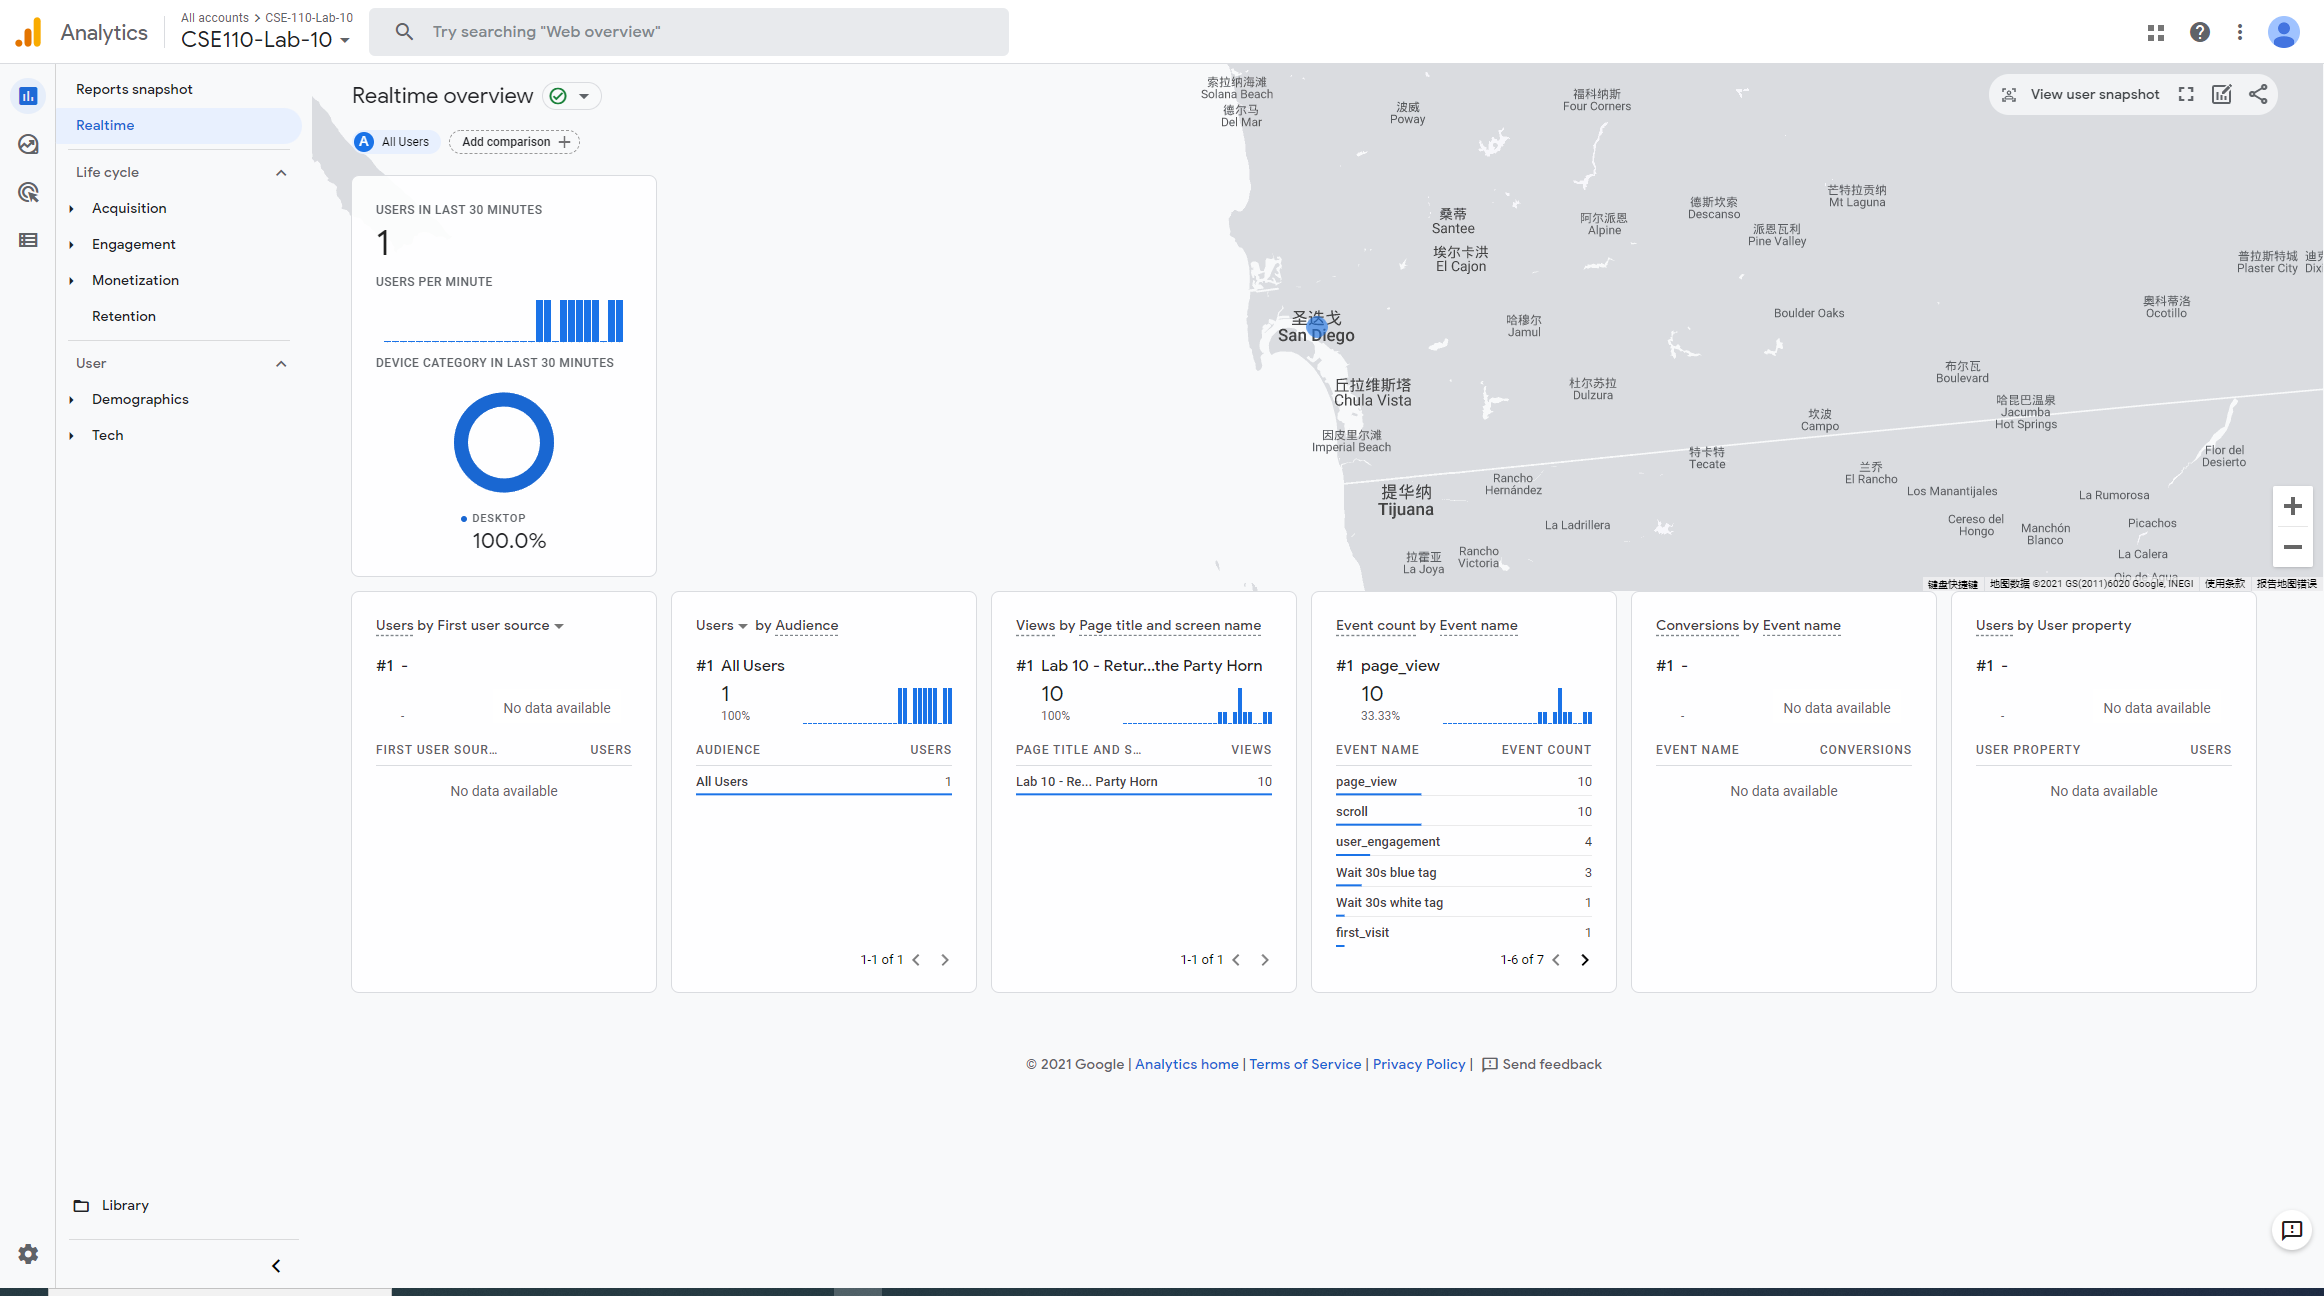 Analytics
All accounts > CSE-110-Lab-10
CSE110-Lab-10
Try searching "Web overview"
Reports snapshot
Realtime
Life cycle
Acquisition
Engagement
Monetization
Retention
User
Demographics
Tech
Library
Realtime overview
A All Users
Add comparison
View user snapshot
USERS IN LAST 30 MINUTES
1
USERS PER MINUTE
DEVICE CATEGORY IN LAST 30 MINUTES
DESKTOP
100.0%
索拉纳海滩
Solana Beach
德尔马
Del Mar
波威
Poway
福科纳斯
Four Corners
芒特拉贡纳
Mt Laguna
德斯坎索
Descanso
桑蒂
Santee
阿尔派恩
Alpine
派恩瓦利
Pine Valley
埃尔卡洪
El Cajon
普拉斯特城
Plaster City
Dix
奥科蒂洛
Ocotillo
Boulder Oaks
圣迭戈
San Diego
哈穆尔
Jamul
布尔瓦
Boulevard
丘拉维斯塔
Chula Vista
杜尔苏拉
Dulzura
哈昆巴温泉
Jacumba
Hot Springs
坎波
Campo
因皮里尔滩
Imperial Beach
特卡特
Tecate
Flor del
Desierto
兰乔
El Rancho
Rancho
Hernández
Los Manantijales
La Rumorosa
提华纳
Tijuana
La Ladrillera
Cereso del
Hongo
Manchón
Blanco
Picachos
拉霍亚
La Joya
Rancho
Victoria
La Calera
键盘快捷键
地图数据 ©2021 GS(2011)6020 Google, INEGI
使用条款
报告地图错误
Users by First user source
#1 -
-
No data available
FIRST USER SOUR... USERS
No data available
Users by Audience
#1 All Users
1
100%
AUDIENCE USERS
All Users 1
1-1 of 1
Views by Page title and screen name
#1 Lab 10 - Retur...the Party Horn
10
100%
PAGE TITLE AND S... VIEWS
Lab 10 - Re... Party Horn 10
1-1 of 1
Event count by Event name
#1 page_view
10
33.33%
EVENT NAME EVENT COUNT
page_view 10
scroll 10
user_engagement 4
Wait 30s blue tag 3
Wait 30s white tag 1
first_visit 1
1-6 of 7
Conversions by Event name
#1 -
-
No data available
EVENT NAME CONVERSIONS
No data available
Users by User property
#1 -
-
No data available
USER PROPERTY USERS
No data available
© 2021 Google | Analytics home | Terms of Service | Privacy Policy | Send feedback